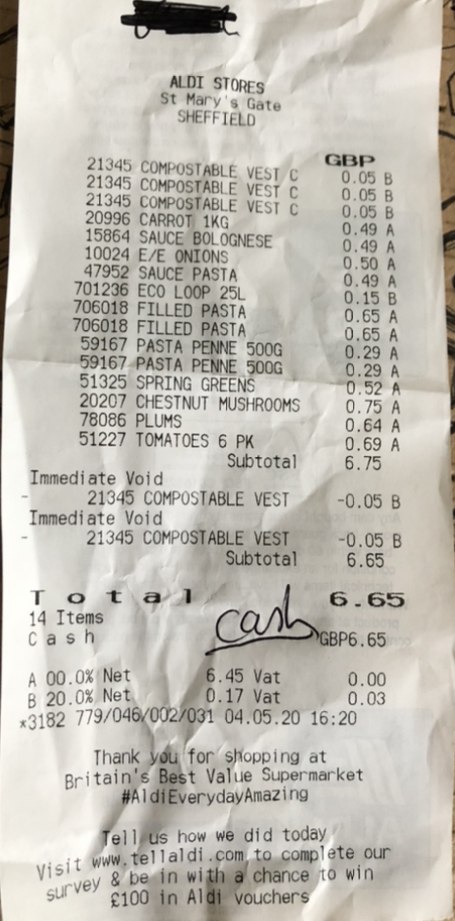 ALDI STORES
St Mary's Gate
SHEFFIELD
GBP
21345 COMPOSTABLE VEST C 0.05 B
21345 COMPOSTABLE VEST C 0.05 B
21345 COMPOSTABLE VEST C 0.05 B
20996 CARROT 1KG 0.49 A
15864 SAUCE BOLOGNESE 0.49 A
10024 E/E ONIONS 0.50 A
47952 SAUCE PASTA 0.49 A
701236 ECO LOOP 25L 0.15 B
706018 FILLED PASTA 0.65 A
706018 FILLED PASTA 0.65 A
59167 PASTA PENNE 500G 0.29 A
59167 PASTA PENNE 500G 0.29 A
51325 SPRING GREENS 0.52 A
20207 CHESTNUT MUSHROOMS 0.75 A
78086 PLUMS 0.64 A
51227 TOMATOES 6 PK 0.69 A
Subtotal 6.75
Immediate Void
- 21345 COMPOSTABLE VEST -0.05 B
Immediate Void
- 21345 COMPOSTABLE VEST -0.05 B
Subtotal 6.65
Total 6.65
14 Items
Cash cash GBP6.65
A 00.0% Net 6.45 Vat 0.00
B 20.0% Net 0.17 Vat 0.03
*3182 779/046/002/031 04.05.20 16:20
Thank you for shopping at
Britain's Best Value Supermarket
#AldiEverydayAmazing
Tell us how we did today
Visit www.tellaldi.com to complete our
survey & be in with a chance to win
£100 in Aldi vouchers